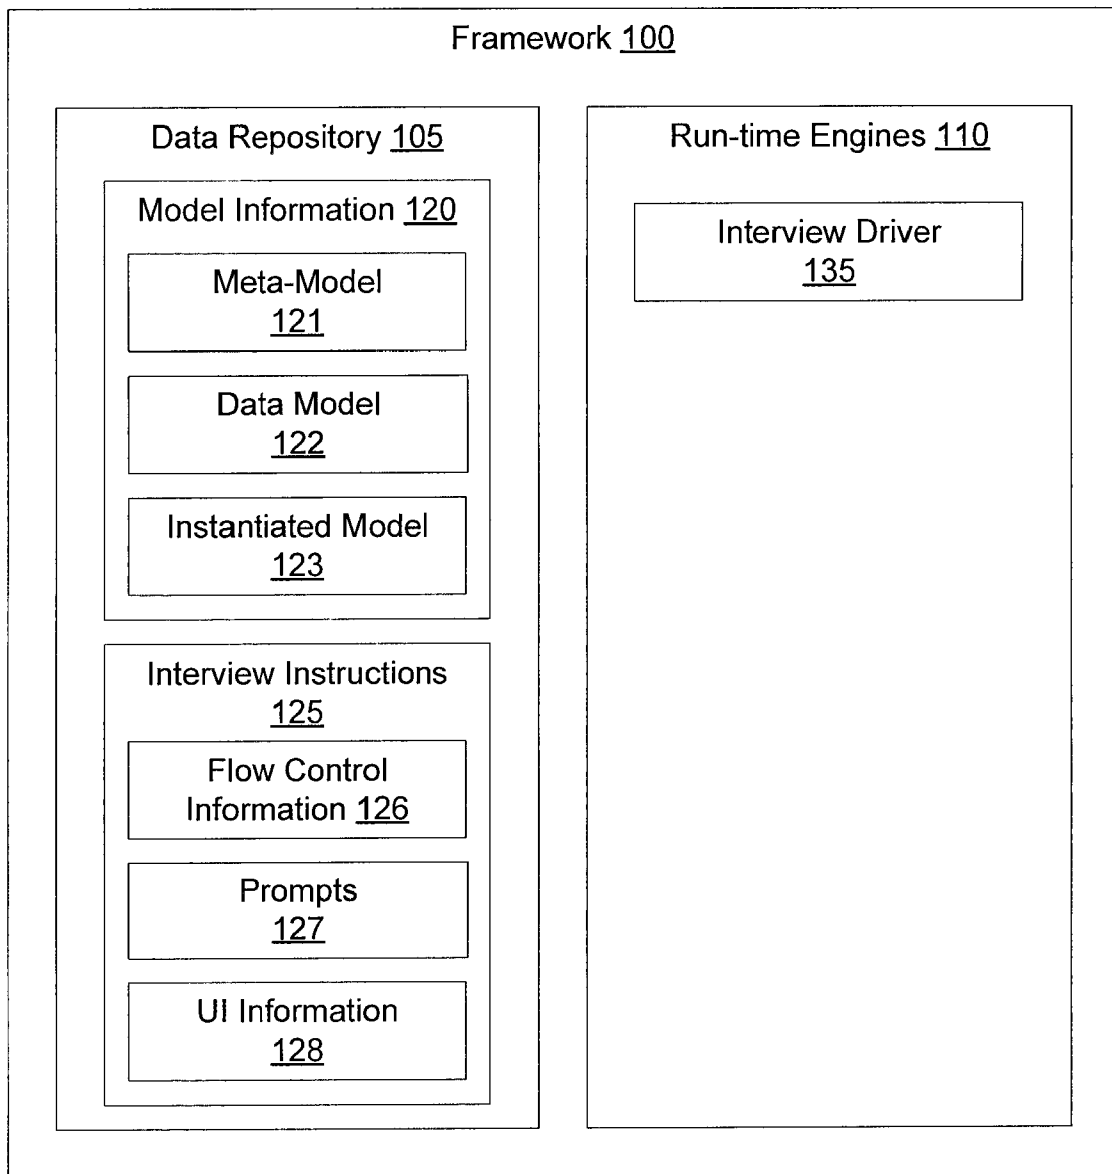 Framework 100
Data Repository 105
Model Information 120
Meta-Model
121
Data Model
122
Instantiated Model
123
Interview Instructions
125
Flow Control
Information 126
Prompts
127
UI Information
128
Run-time Engines 110
Interview Driver
135